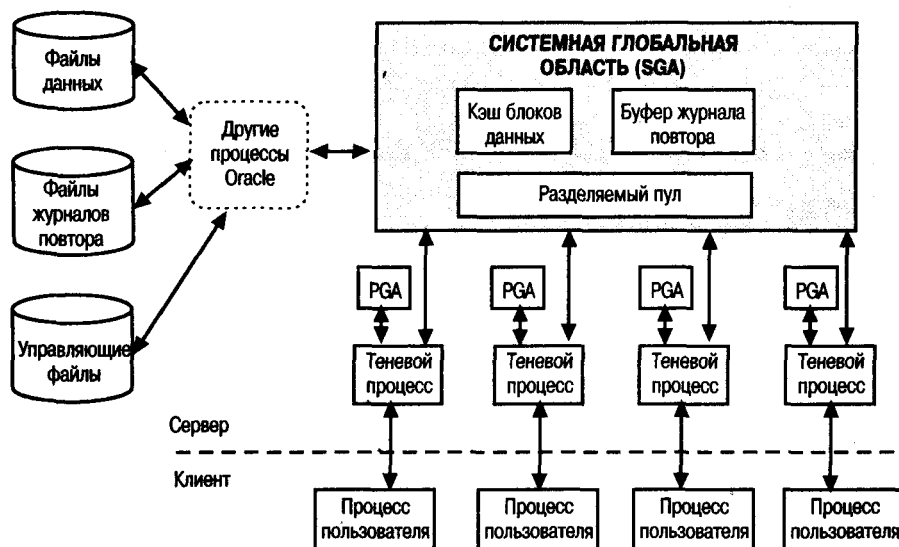 Файлы
данных
Файлы
журналов
повтора
Управляющие
файлы
Другие
процессы
Oracle
СИСТЕМНАЯ ГЛОБАЛЬНАЯ
ОБЛАСТЬ (SGA)
Кэш блоков
данных
Буфер журнала
повтора
Разделяемый пул
PGA
PGA
PGA
PGA
Теневой
процесс
Теневой
процесс
Теневой
процесс
Теневой
процесс
Сервер
Клиент
Процесс
пользователя
Процесс
пользователя
Процесс
пользователя
Процесс
пользователя